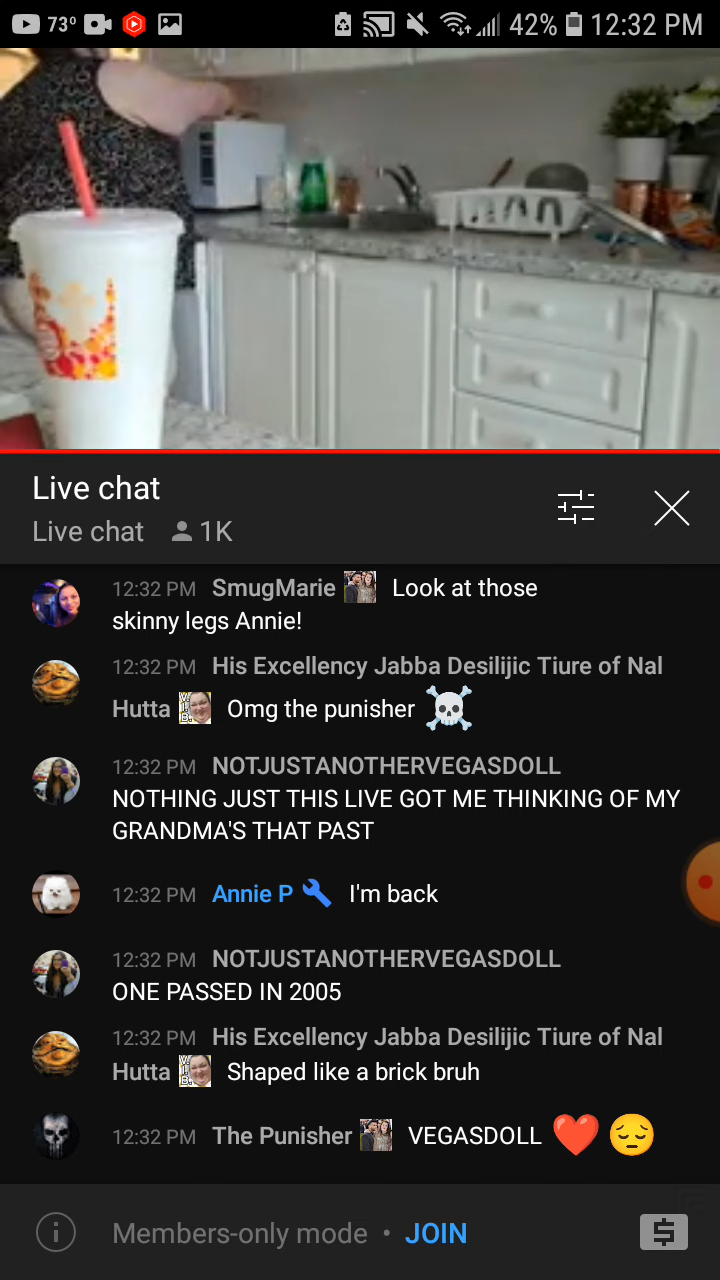 73° 42% 12:32 PM
Live chat
Live chat 1K
12:32 PM SmugMarie Look at those
skinny legs Annie!
12:32 PM His Excellency Jabba Desilijic Tiure of Nal
Hutta Omg the punisher ☠️
12:32 PM NOTJUSTANOTHERVEGASDOLL
NOTHING JUST THIS LIVE GOT ME THINKING OF MY
GRANDMA'S THAT PAST
12:32 PM Annie P I'm back
12:32 PM NOTJUSTANOTHERVEGASDOLL
ONE PASSED IN 2005
12:32 PM His Excellency Jabba Desilijic Tiure of Nal
Hutta Shaped like a brick bruh
12:32 PM The Punisher VEGASDOLL ❤️ 😔
Members-only mode • JOIN